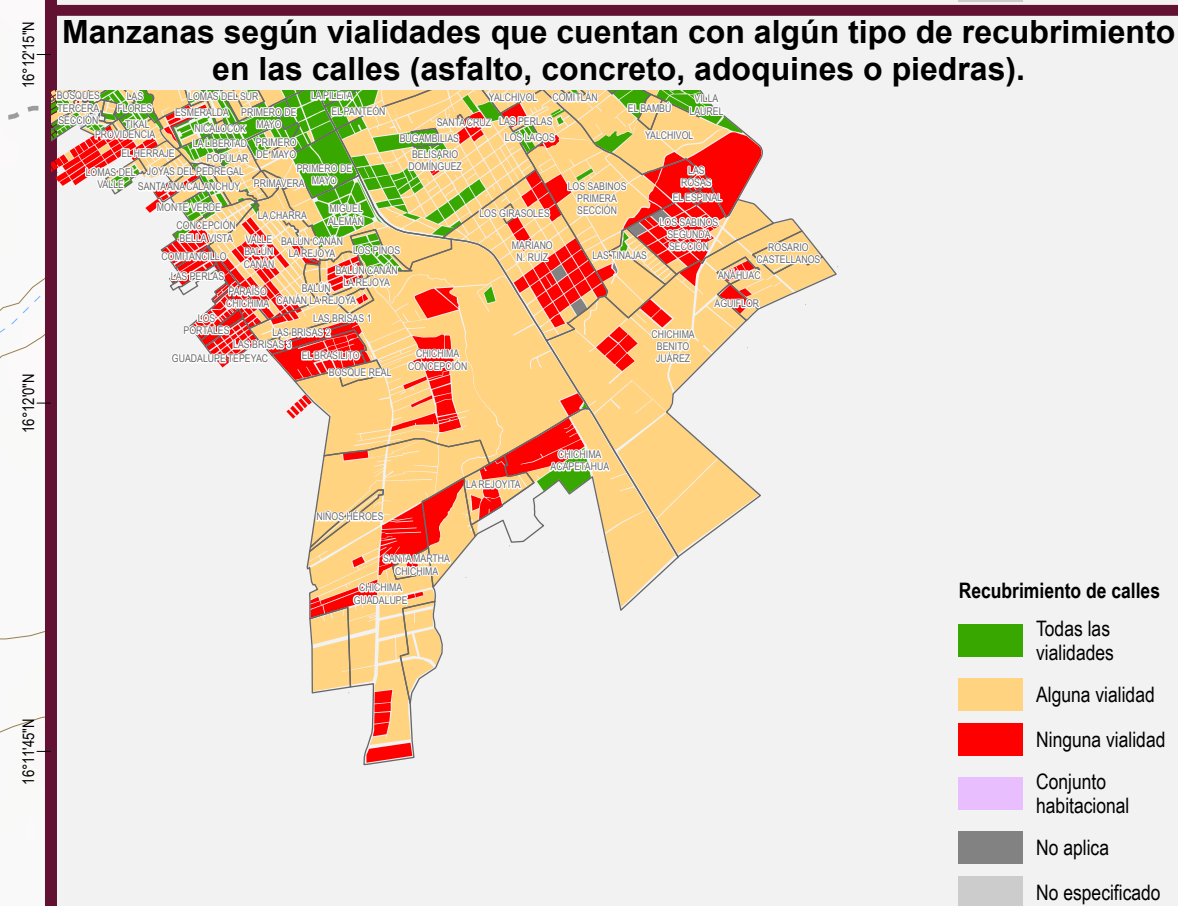 Manzanas según vialidades que cuentan con algún tipo de recubrimiento
en las calles (asfalto, concreto, adoquines o piedras).
16°12'15"N
16°12'0"N
16°11'45"N
BOSQUES
TERCERA
SECCIÓN
LAS
FLORES
TIKAL
PROVIDENCIA
LOMAS DEL SUR
ESMERALDA
NICALOCOK
LA LIBERTAD
POPULAR
PRIMERO DE
MAYO
PRIMERO
DE MAYO
LA PILETA
EL PANTEÓN
PRIMERO DE
MAYO
EL HERRAJE
LOMAS DEL
VALLE
JOYAS DEL PEDREGAL
SANTA ANA CALANCHUY
PRIMAVERA
MONTE VERDE
LA CHARRA
MIGUEL
ALEMÁN
BUGAMBILIAS
BELISARIO
DOMÍNGUEZ
SANTA CRUZ
YALCHIVOL
COMITLÁN
LAS PERLAS
LOS LAGOS
EL BAMBÚ
VILLA
LAUREL
YALCHIVOL
LAS
ROSAS
EL ESPINAL
LOS SABINOS
PRIMERA
SECCIÓN
LOS SABINOS
SEGUNDA
SECCIÓN
LOS GIRASOLES
MARIANO
N. RUÍZ
LAS TINAJAS
ROSARIO
CASTELLANOS
ANÁHUAC
AGUIFLOR
CONCEPCIÓN
BELLA VISTA
COMITANCILLO
LAS PERLAS
VALLE
BALÚN
CANÁN
BALÚN CANÁN
LA REJOYA
LOS PINOS
BALÚN CANÁN
LA REJOYA
BALÚN
CANÁN LA REJOYA
PARAÍSO
CHICHIMA
LOS
PORTALES
LAS BRISAS 1
LAS BRISAS 2
LAS BRISAS 3
GUADALUPE TEPEYAC
EL BRASILITO
BOSQUE REAL
CHICHIMA
CONCEPCIÓN
CHICHIMA
BENITO
JUÁREZ
CHICHIMA
ACAPETAHUA
LA REJOYITA
NIÑOS HÉROES
SANTA MARTHA
CHICHIMA
CHICHIMA
GUADALUPE
Recubrimiento de calles
Todas las
vialidades
Alguna vialidad
Ninguna vialidad
Conjunto
habitacional
No aplica
No especificado